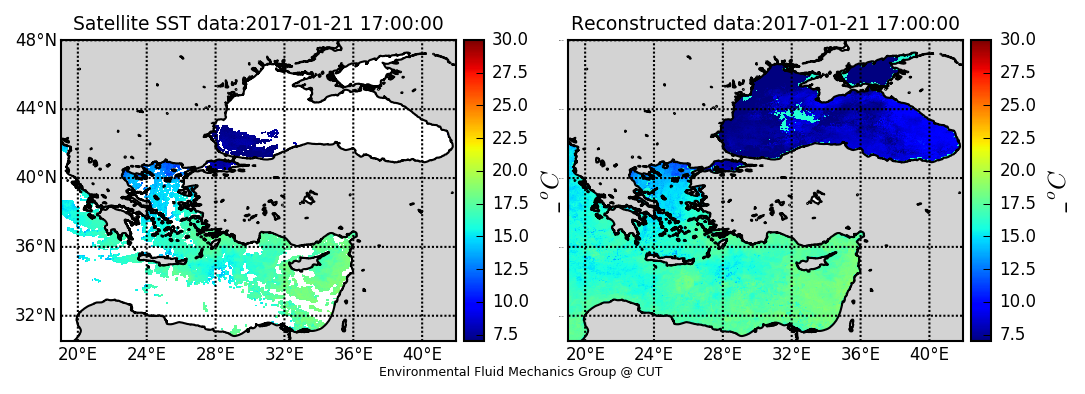 Satellite SST data:2017-01-21 17:00:00
Reconstructed data:2017-01-21 17:00:00
48°N
44°N
40°N
36°N
32°N
20°E 24°E 28°E 32°E 36°E 40°E
30.0
27.5
25.0
22.5
20.0
17.5
15.0
12.5
10.0
7.5
_°C
20°E 24°E 28°E 32°E 36°E 40°E
30.0
27.5
25.0
22.5
20.0
17.5
15.0
12.5
10.0
7.5
_°C
Environmental Fluid Mechanics Group @ CUT